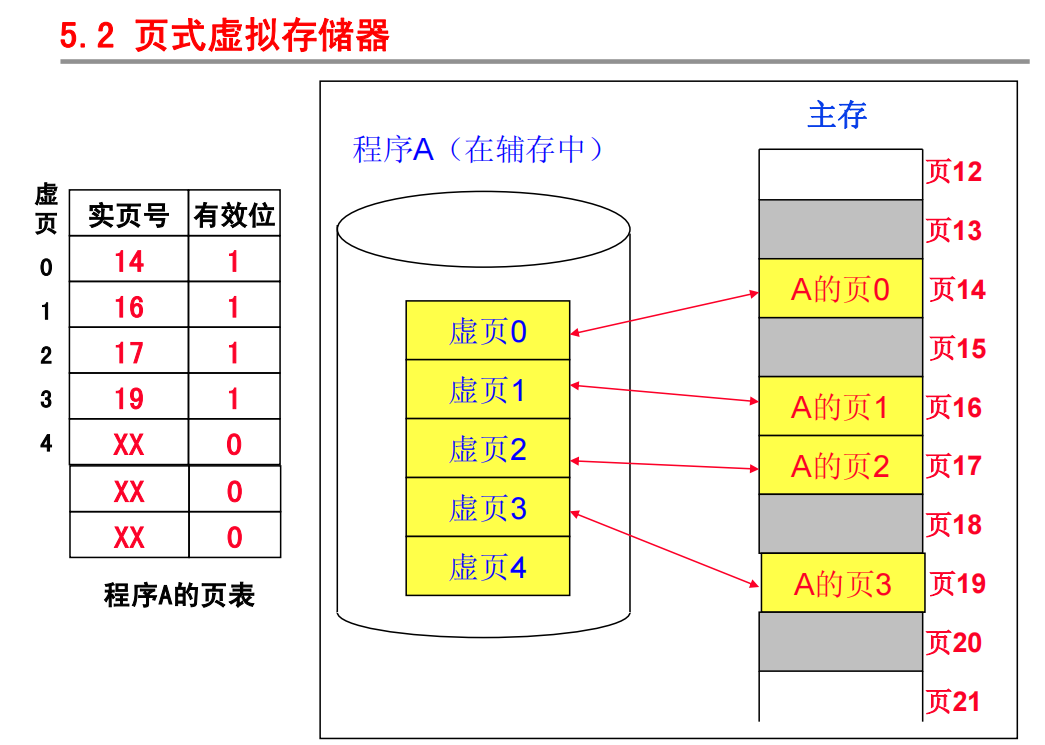 5.2 页式虚拟存储器
虚页
实页号 有效位
0 14 1
1 16 1
2 17 1
3 19 1
4 XX 0
XX 0
XX 0
程序A的页表
程序A（在辅存中）
虚页0
虚页1
虚页2
虚页3
虚页4
主存
页12
页13
A的页0 页14
页15
A的页1 页16
A的页2 页17
页18
A的页3 页19
页20
页21